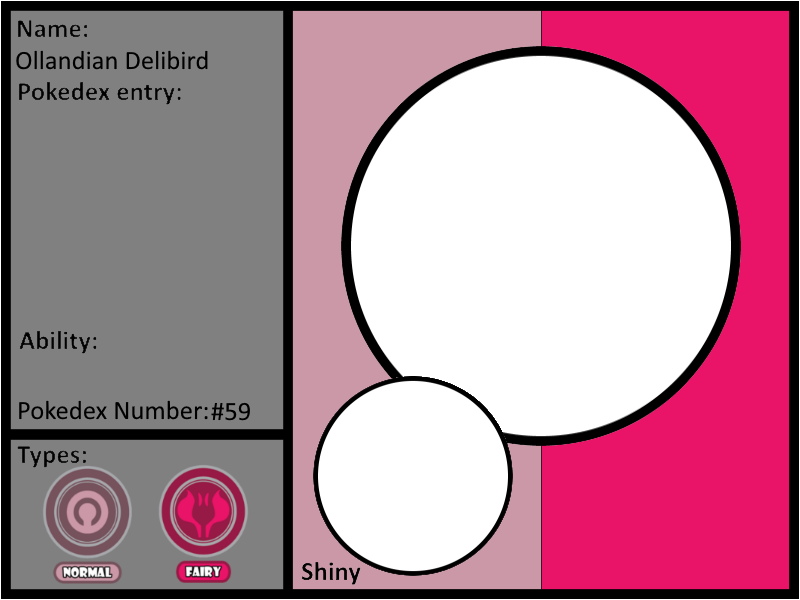 Name:
Ollandian Delibird
Pokedex entry:
Ability:
Pokedex Number:#59
Types:
NORMAL
FAIRY
Shiny